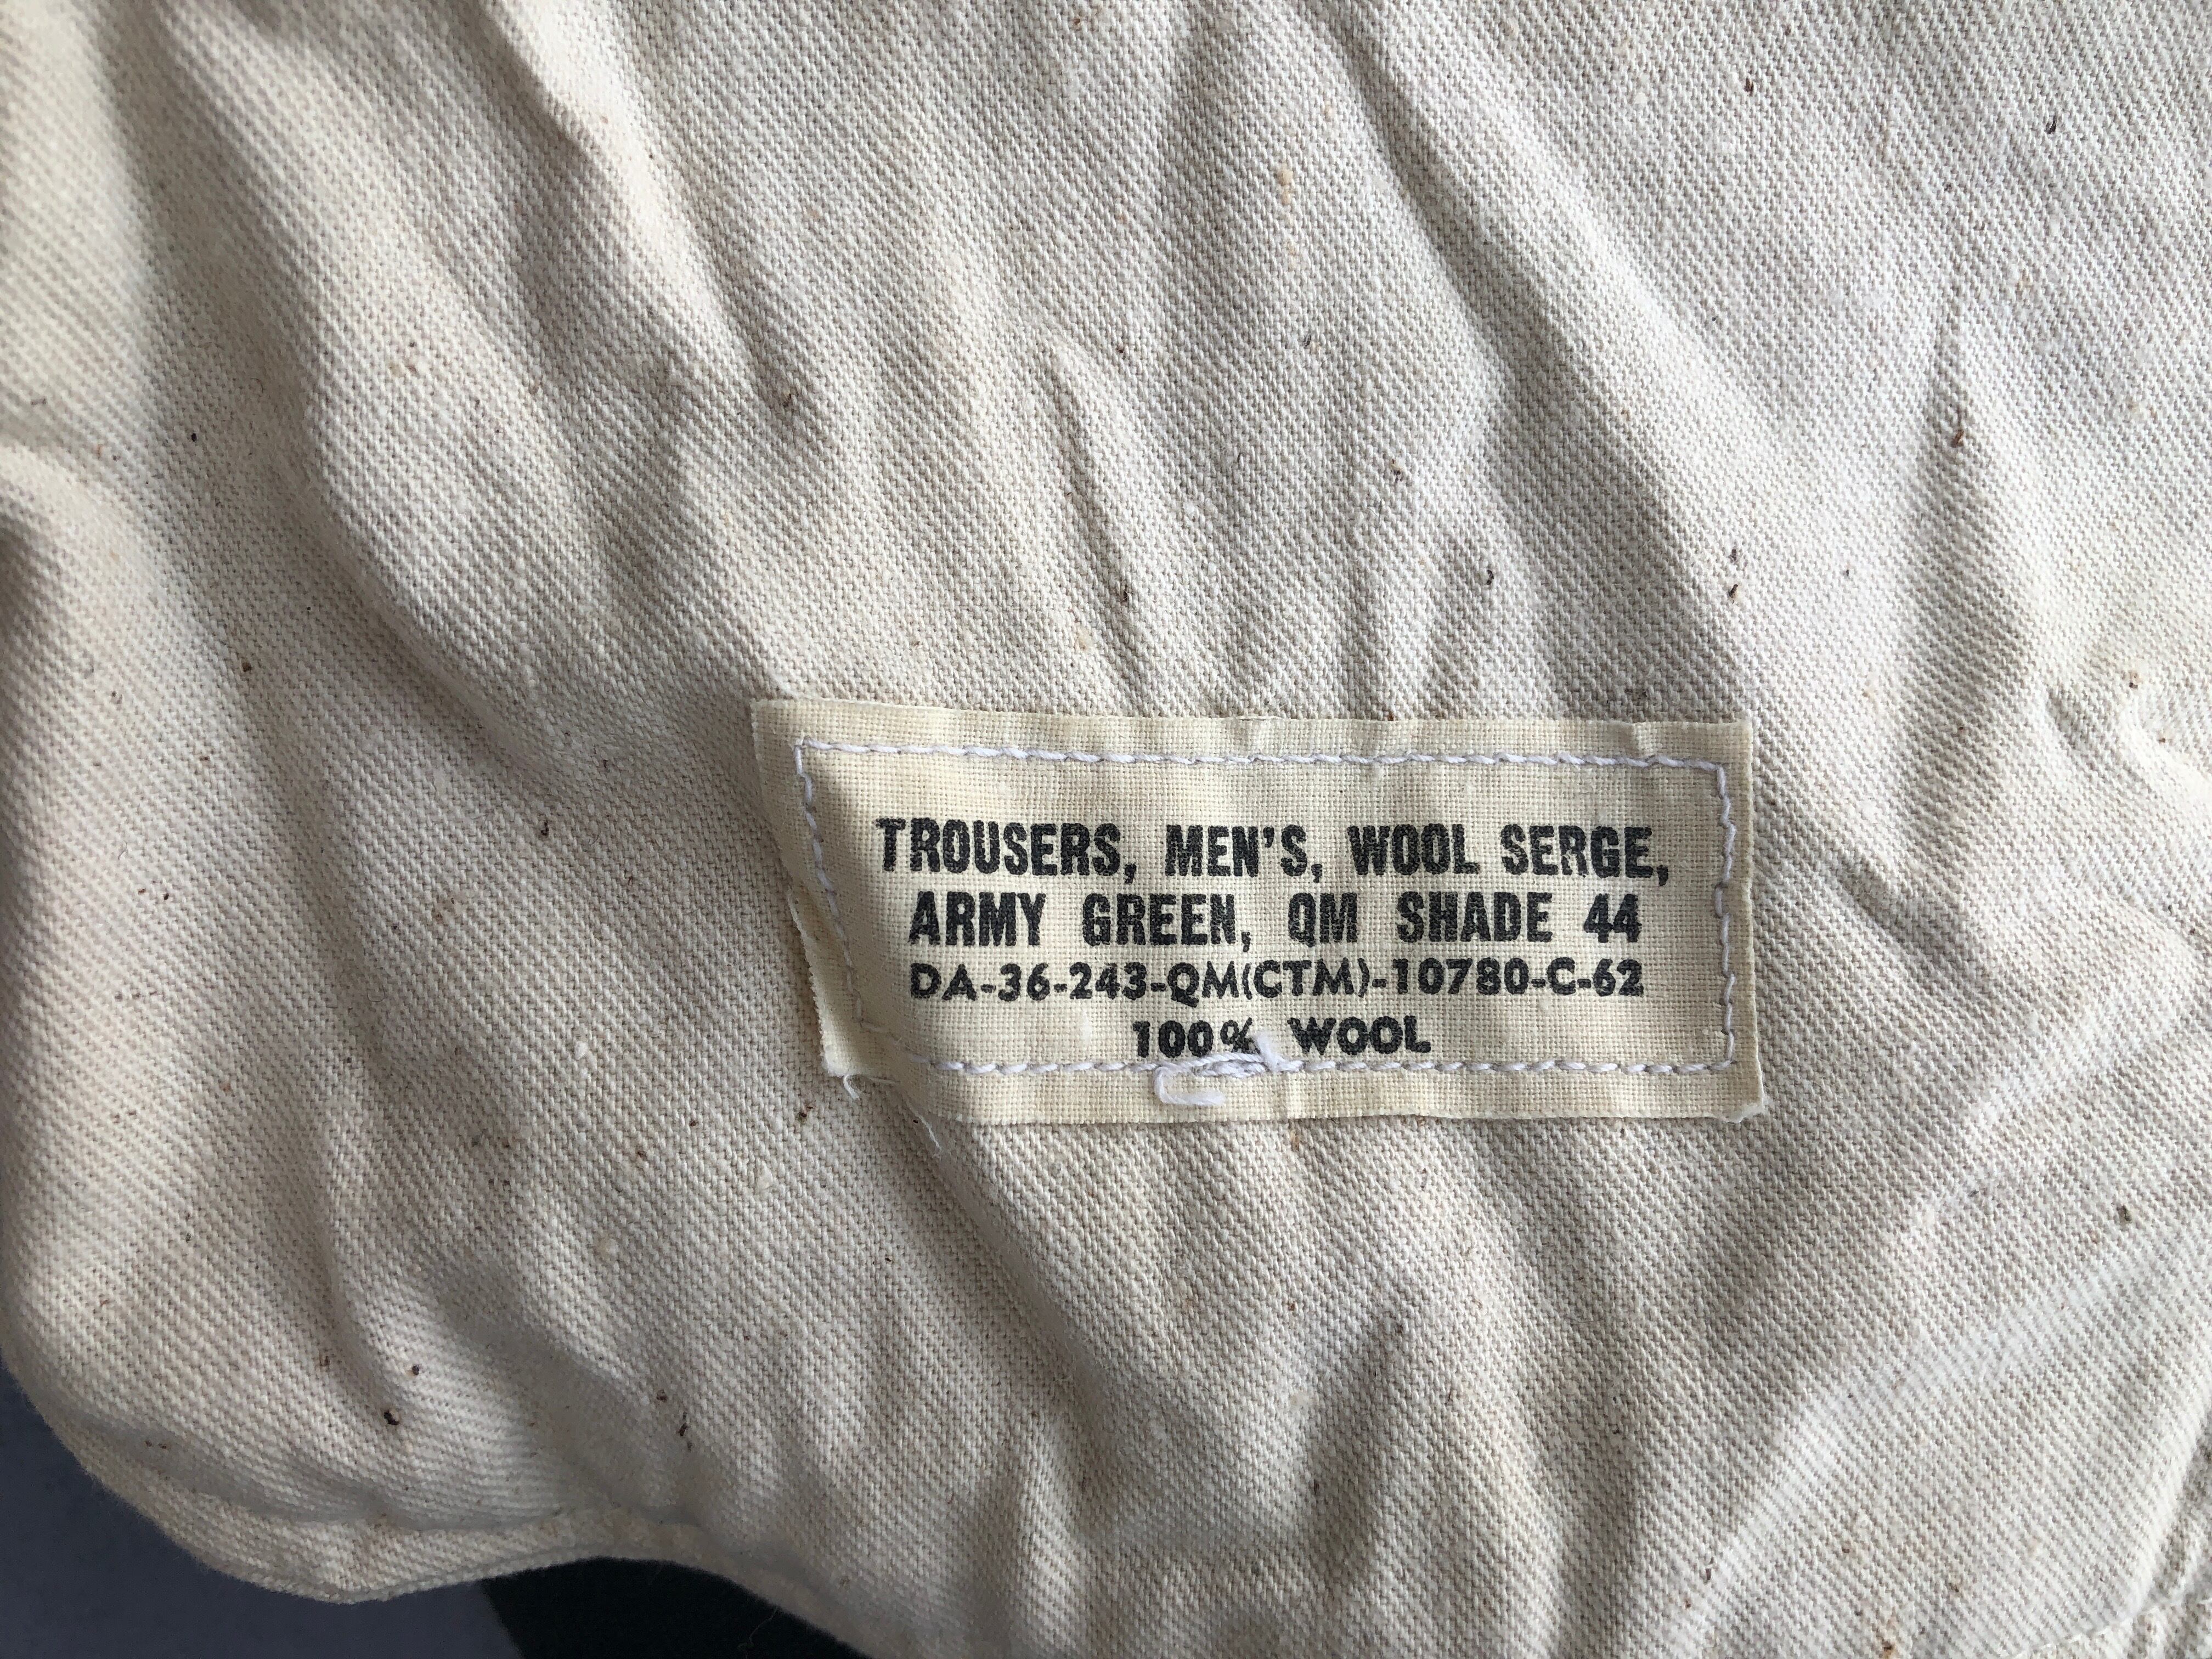 TROUSERS, MEN'S, WOOL SERGE,
ARMY GREEN, QM SHADE 44
DA-36-243-QM(CTM)-10780-C-62
100% WOOL